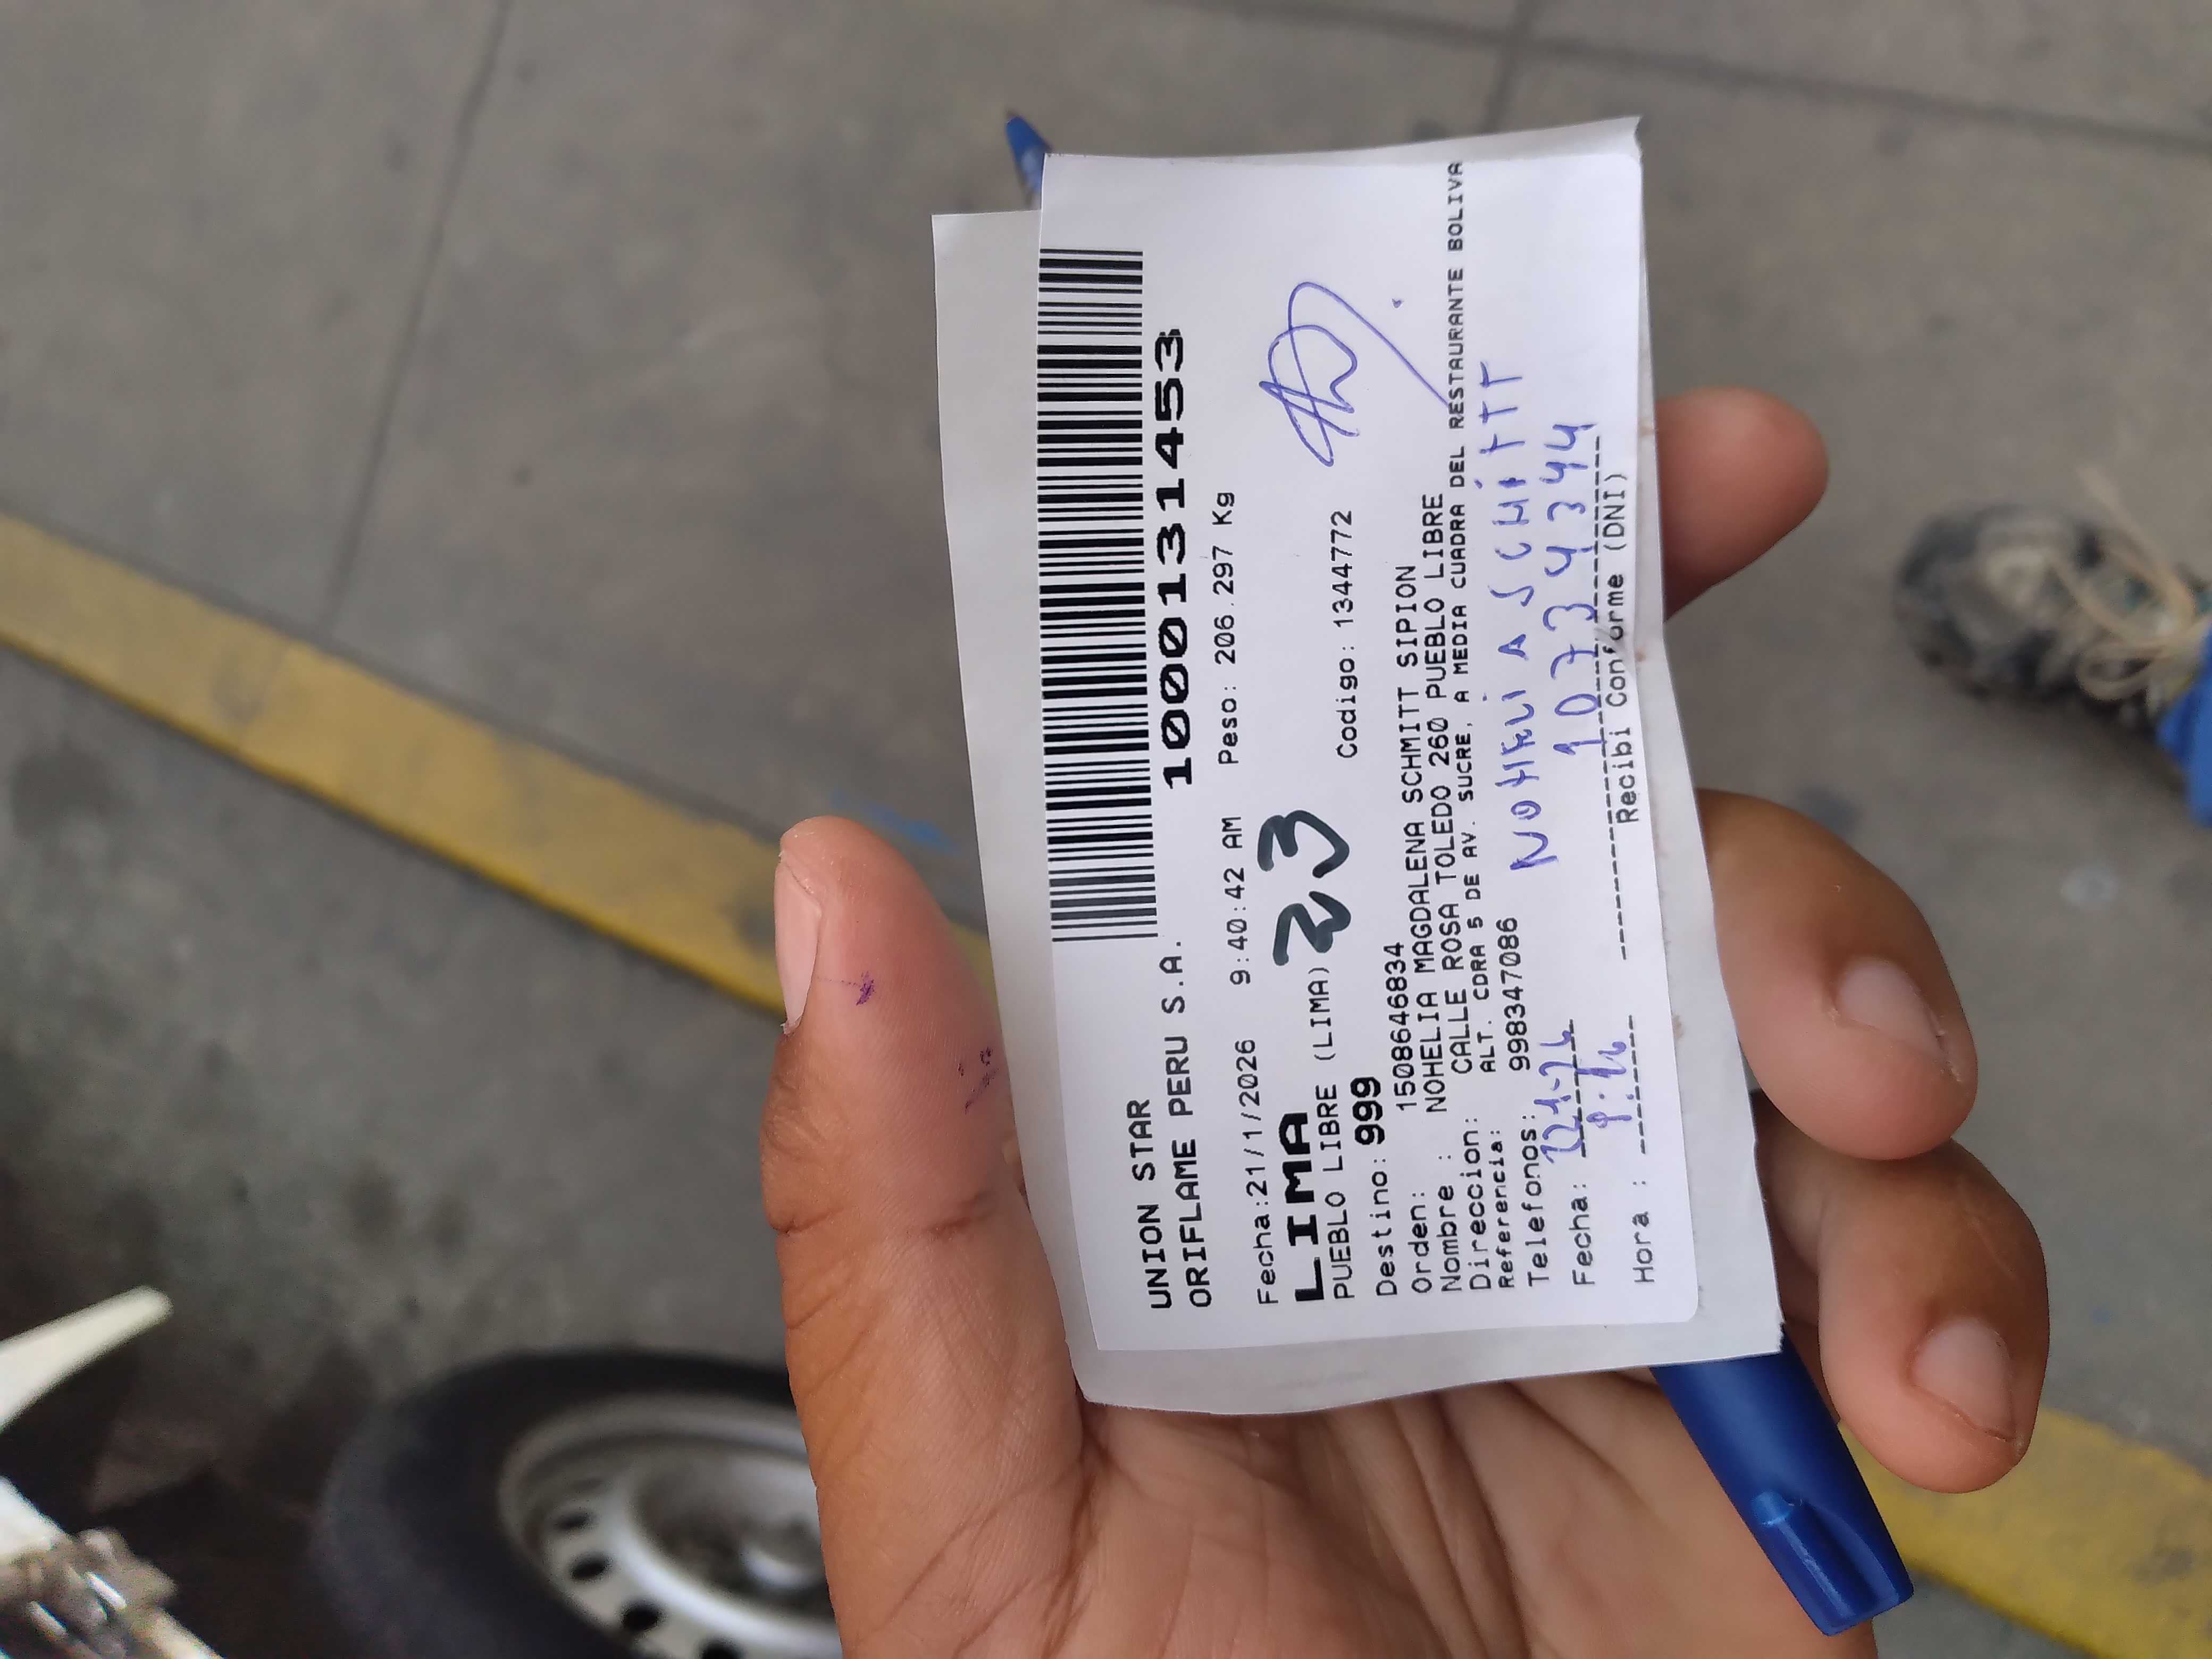 UNION STAR
ORIFLAME PERU S.A. 1000131453
Fecha:21/1/2026 9:40:42 AM Peso: 206.297 Kg
LIMA
PUEBLO LIBRE (LIMA) 23
Destino: 999 Codigo: 1344772
Orden: 1508646834
Nombre : NOHELIA MAGDALENA SCHMITT SIPION
Direccion: CALLE ROSA TOLEDO 260 PUEBLO LIBRE
Referencia: ALT. CDRA 5 DE AV. SUCRE, A MEDIA CUADRA DEL RESTAURANTE BOLIVA
Telefonos: 998347086
NOHELIA SCHITT
Fecha: 10734344
Hora :
Recibi Conforme (DNI)